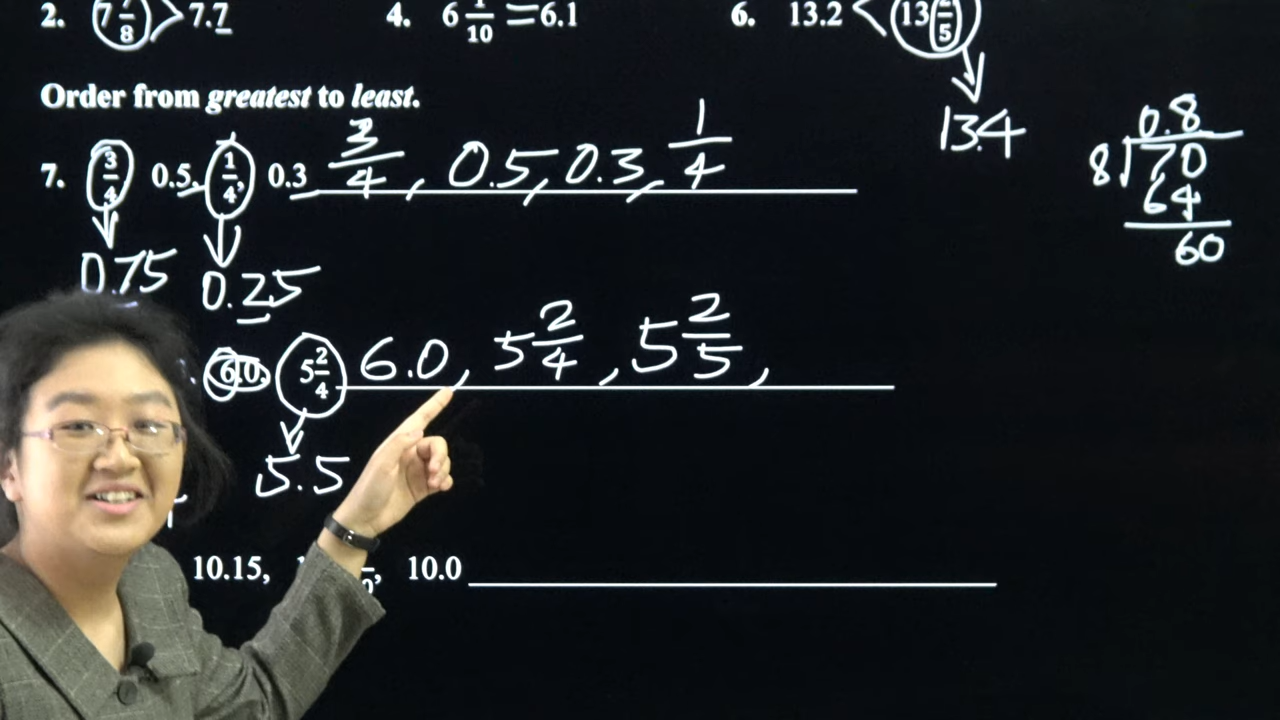 2. 7 7/8 > 7.7 4. 6 1/10 = 6.1 6. 13.2 < 13 2/5
13.4
Order from greatest to least.
7. 3/4 0.5, 1/4, 0.3 3/4, 0.5, 0.3, 1/4
0.75 0.25
0.8
8 70
64
60
6.0, 5 2/4 6.0, 5 2/4, 5 2/5,
5.5
10.15, 10.0